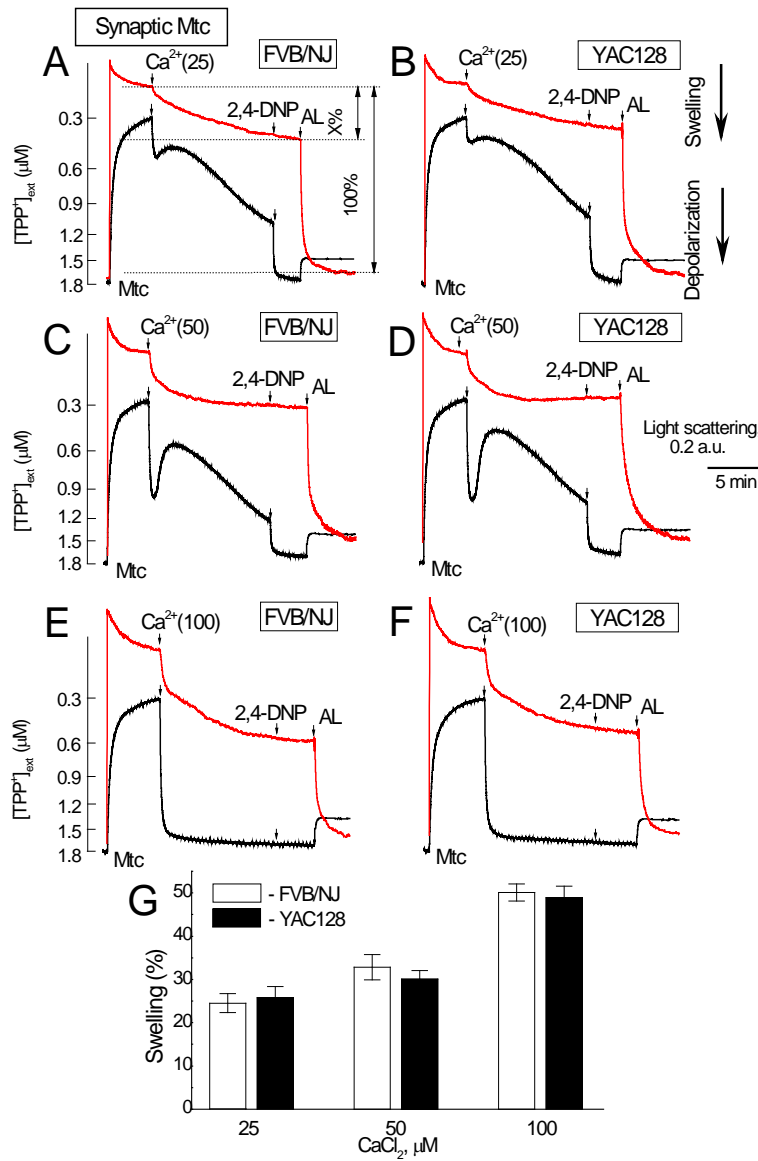 Synaptic Mtc
A
Ca²⁺(25)
FVB/NJ
2,4-DNP
AL
X%
100%
[TPP⁺]ext (μM)
0.3
0.6
0.9
1.2
1.5
1.8
Mtc
B
Ca²⁺(25)
YAC128
2,4-DNP
AL
Swelling
Depolarization
C
Ca²⁺(50)
FVB/NJ
2,4-DNP
AL
[TPP⁺]ext (μM)
0.3
0.6
0.9
1.2
1.5
1.8
Mtc
D
Ca²⁺(50)
YAC128
2,4-DNP
AL
Light scattering
0.2 a.u.
5 min
Mtc
E
Ca²⁺(100)
FVB/NJ
2,4-DNP
AL
[TPP⁺]ext (μM)
0.3
0.6
0.9
1.2
1.5
1.8
Mtc
F
Ca²⁺(100)
YAC128
2,4-DNP
AL
Mtc
G
- FVB/NJ
- YAC128
Swelling (%)
50
40
30
20
10
0
25
50
100
CaCl₂, μM